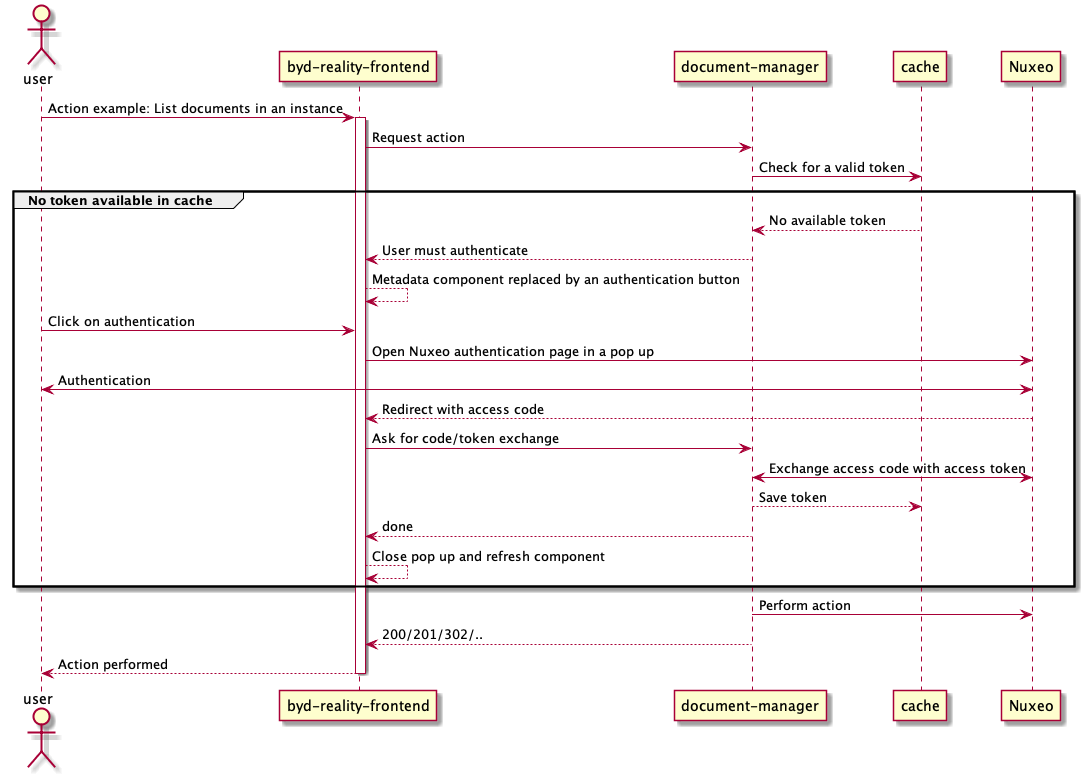 user
byd-reality-frontend
document-manager
cache
Nuxeo
Action example: List documents in an instance
Request action
Check for a valid token
No token available in cache
No available token
User must authenticate
Metadata component replaced by an authentication button
Click on authentication
Open Nuxeo authentication page in a pop up
Authentication
Redirect with access code
Ask for code/token exchange
Exchange access code with access token
Save token
done
Close pop up and refresh component
Perform action
200/201/302/..
Action performed
user
byd-reality-frontend
document-manager
cache
Nuxeo